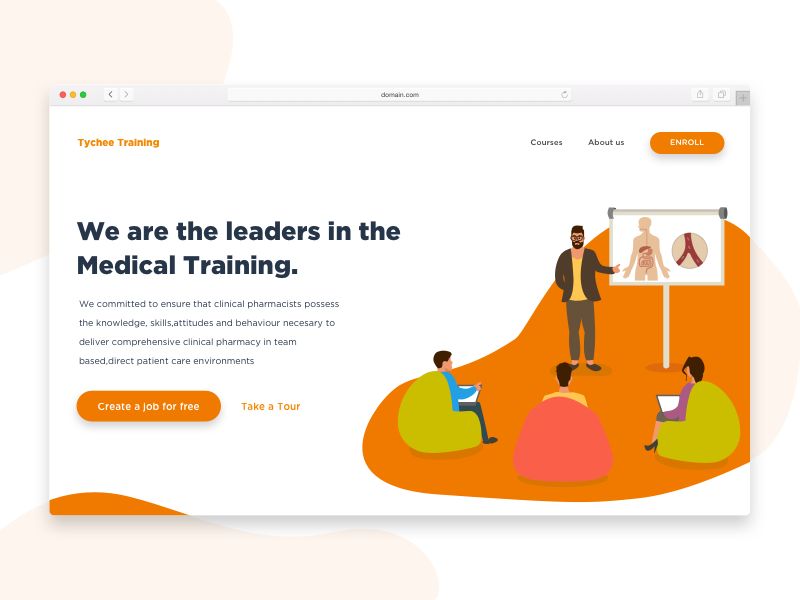 domain.com
Tychee Training
Courses
About us
ENROLL
We are the leaders in the
Medical Training.
We committed to ensure that clinical pharmacists possess
the knowledge, skills,attitudes and behaviour necesary to
deliver comprehensive clinical pharmacy in team
based,direct patient care environments
Create a job for free
Take a Tour